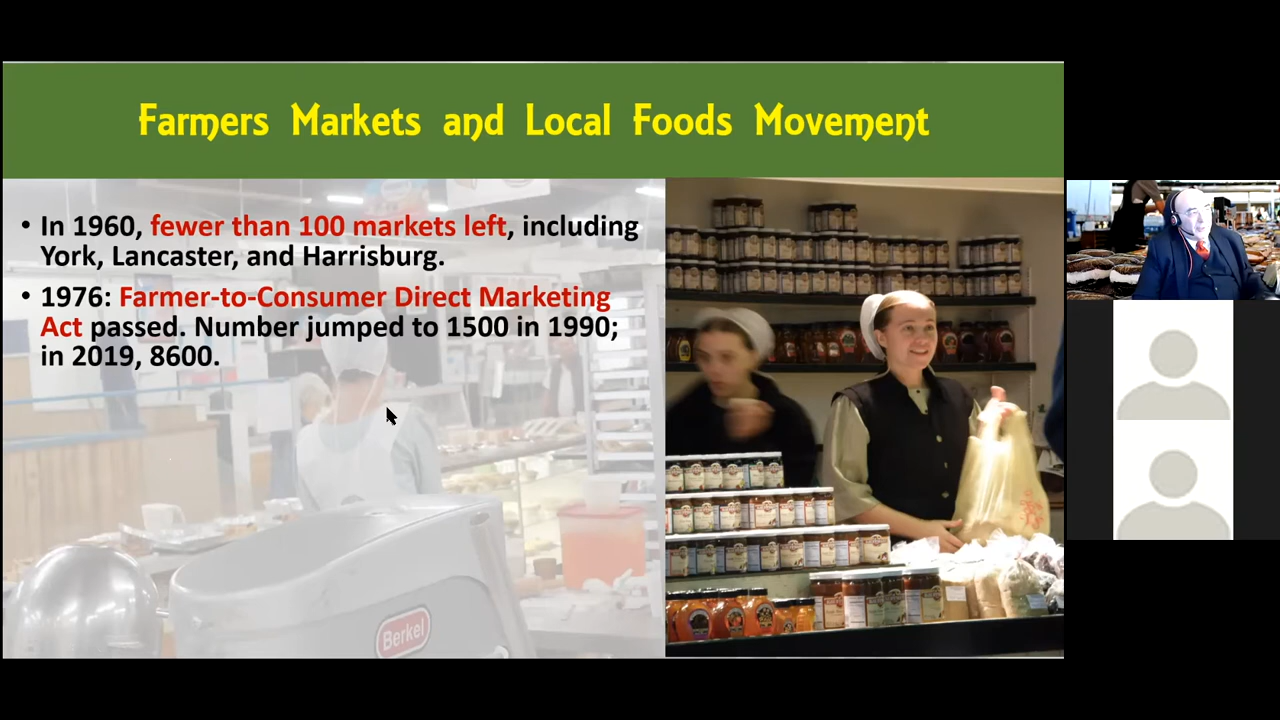 Farmers Markets and Local Foods Movement
• In 1960, fewer than 100 markets left, including
York, Lancaster, and Harrisburg.
• 1976: Farmer-to-Consumer Direct Marketing
Act passed. Number jumped to 1500 in 1990;
in 2019, 8600.
Berkel